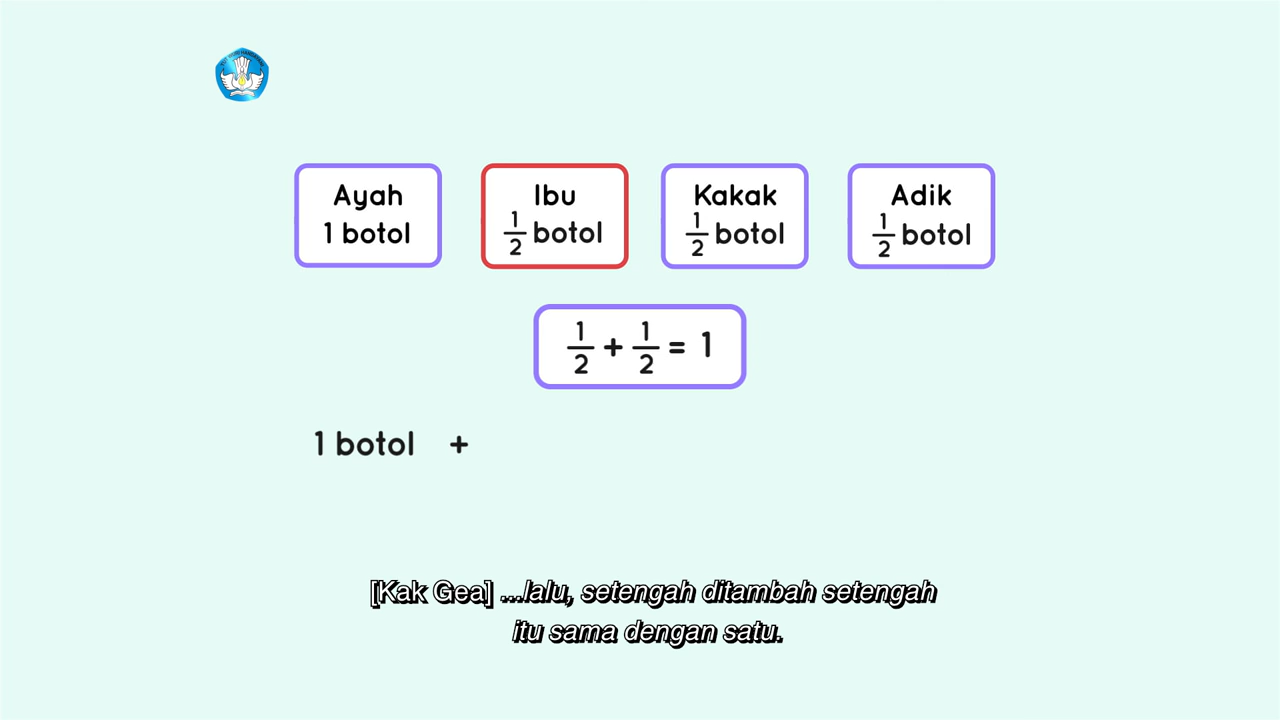 Ayah
1 botol
Ibu
1/2 botol
Kakak
1/2 botol
Adik
1/2 botol
1/2 + 1/2 = 1
1 botol +
[Kak Gea] ...lalu, setengah ditambah setengah
itu sama dengan satu.